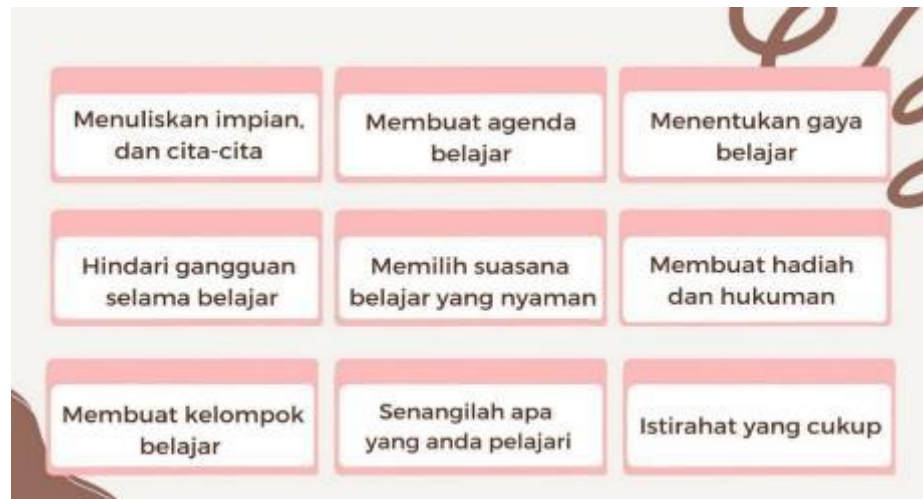 Menuliskan impian,
dan cita-cita
Membuat agenda
belajar
Menentukan gaya
belajar
Hindari gangguan
selama belajar
Memilih suasana
belajar yang nyaman
Membuat hadiah
dan hukuman
Membuat kelompok
belajar
Senangilah apa
yang anda pelajari
Istirahat yang cukup